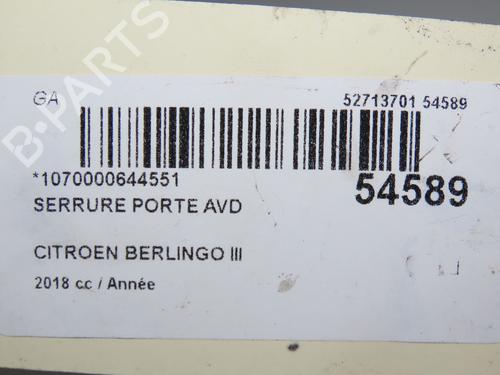 GA
52713701 54589
*1070000644551
54589
SERRURE PORTE AVD
CITROEN BERLINGO III
2018 cc / Année
B-PARTS